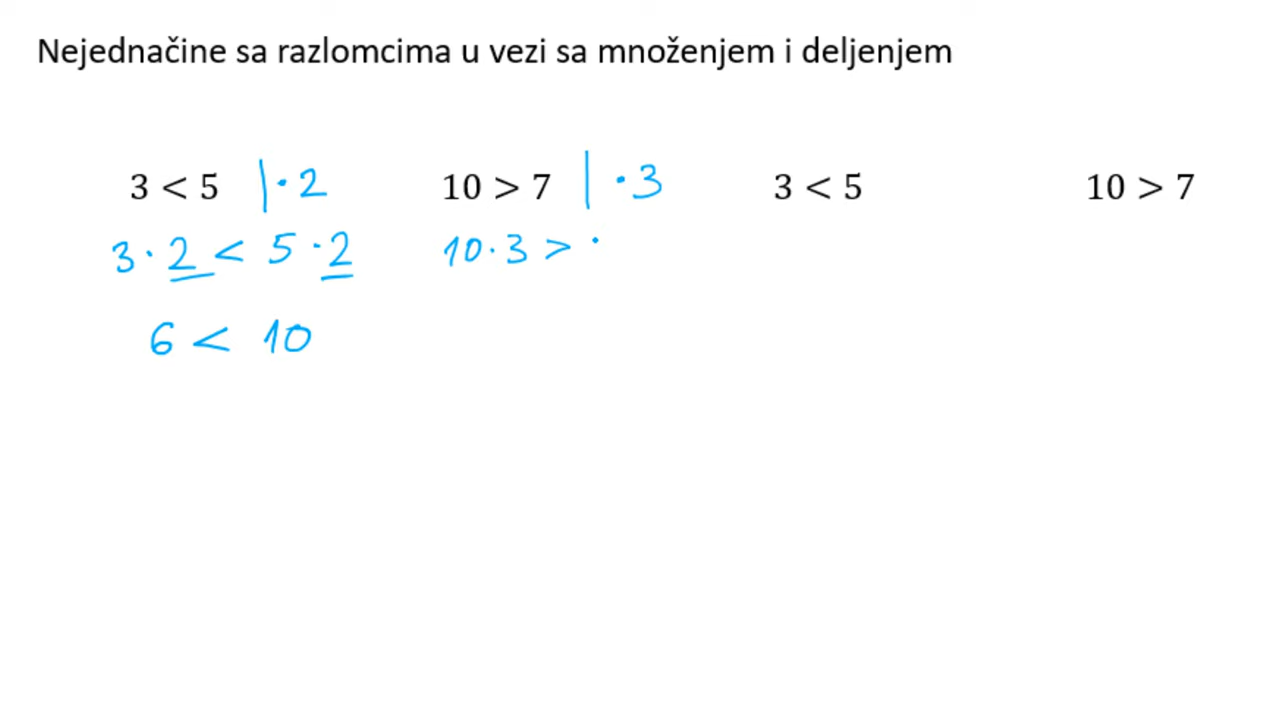 Nejednačine sa razlomcima u vezi sa množenjem i deljenjem
3 < 5 | · 2 10 > 7 | · 3 3 < 5 10 > 7
3 · 2 < 5 · 2 10 · 3 > ·
6 < 10